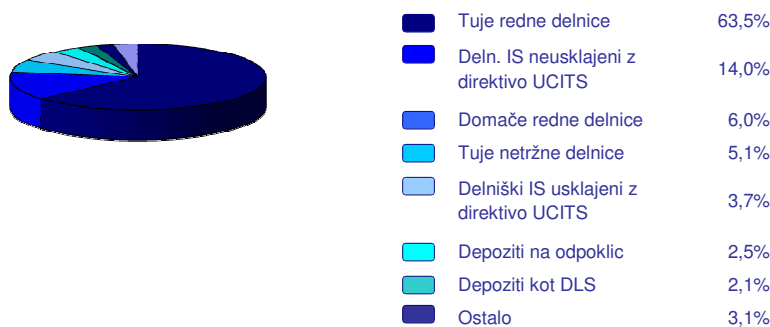 Tuje redne delnice 63,5%
Deln. IS neusklajeni z
direktivo UCITS 14,0%
Domače redne delnice 6,0%
Tuje netržne delnice 5,1%
Delniški IS usklajeni z
direktivo UCITS 3,7%
Depoziti na odpoklic 2,5%
Depoziti kot DLS 2,1%
Ostalo 3,1%